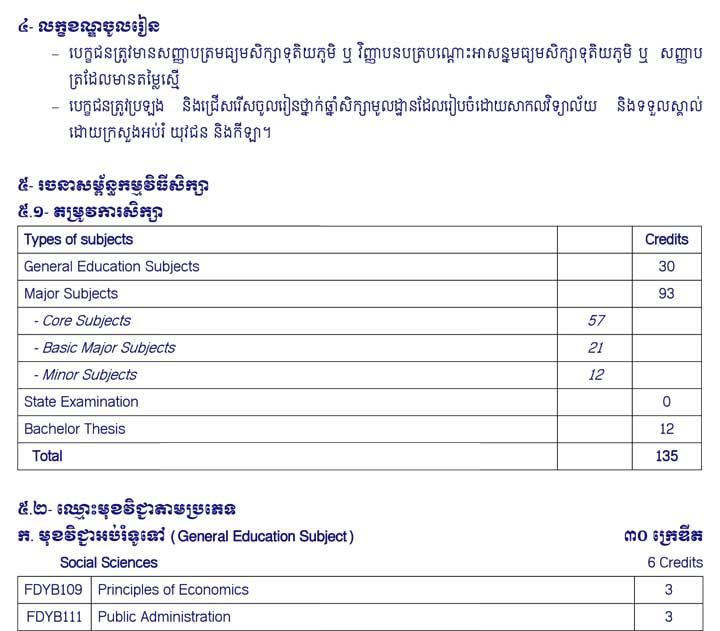 ៤- លក្ខខណ្ឌចូលរៀន
– បេក្ខជនត្រូវមានសញ្ញាបត្រមធ្យមសិក្សាទុតិយភូមិ ឬ វិញ្ញាបនបត្របណ្តោះអាសន្នមធ្យមសិក្សាទុតិយភូមិ ឬ សញ្ញាប
ត្រដែលមានតម្លៃស្មើ
– បេក្ខជនត្រូវប្រឡង និងជ្រើសរើសចូលរៀនថ្នាក់ឆ្នាំសិក្សាមូលដ្ឋានដែលរៀបចំដោយសាកលវិទ្យាល័យ និងទទួលស្គាល់
ដោយក្រសួងអប់រំ យុវជន និងកីឡា។
៥- រចនាសម្ព័ន្ធកម្មវិធីសិក្សា
៥.១- តម្រូវការសិក្សា
Types of subjects Credits
General Education Subjects 30
Major Subjects 93
- Core Subjects 57
- Basic Major Subjects 21
- Minor Subjects 12
State Examination 0
Bachelor Thesis 12
Total 135
៥.២- ឈ្មោះមុខវិជ្ជាតាមប្រភេទ
ក. មុខវិជ្ជាអប់រំទូទៅ (General Education Subject) ៣០ ក្រេឌីត
Social Sciences 6 Credits
FDYB109 Principles of Economics 3
FDYB111 Public Administration 3